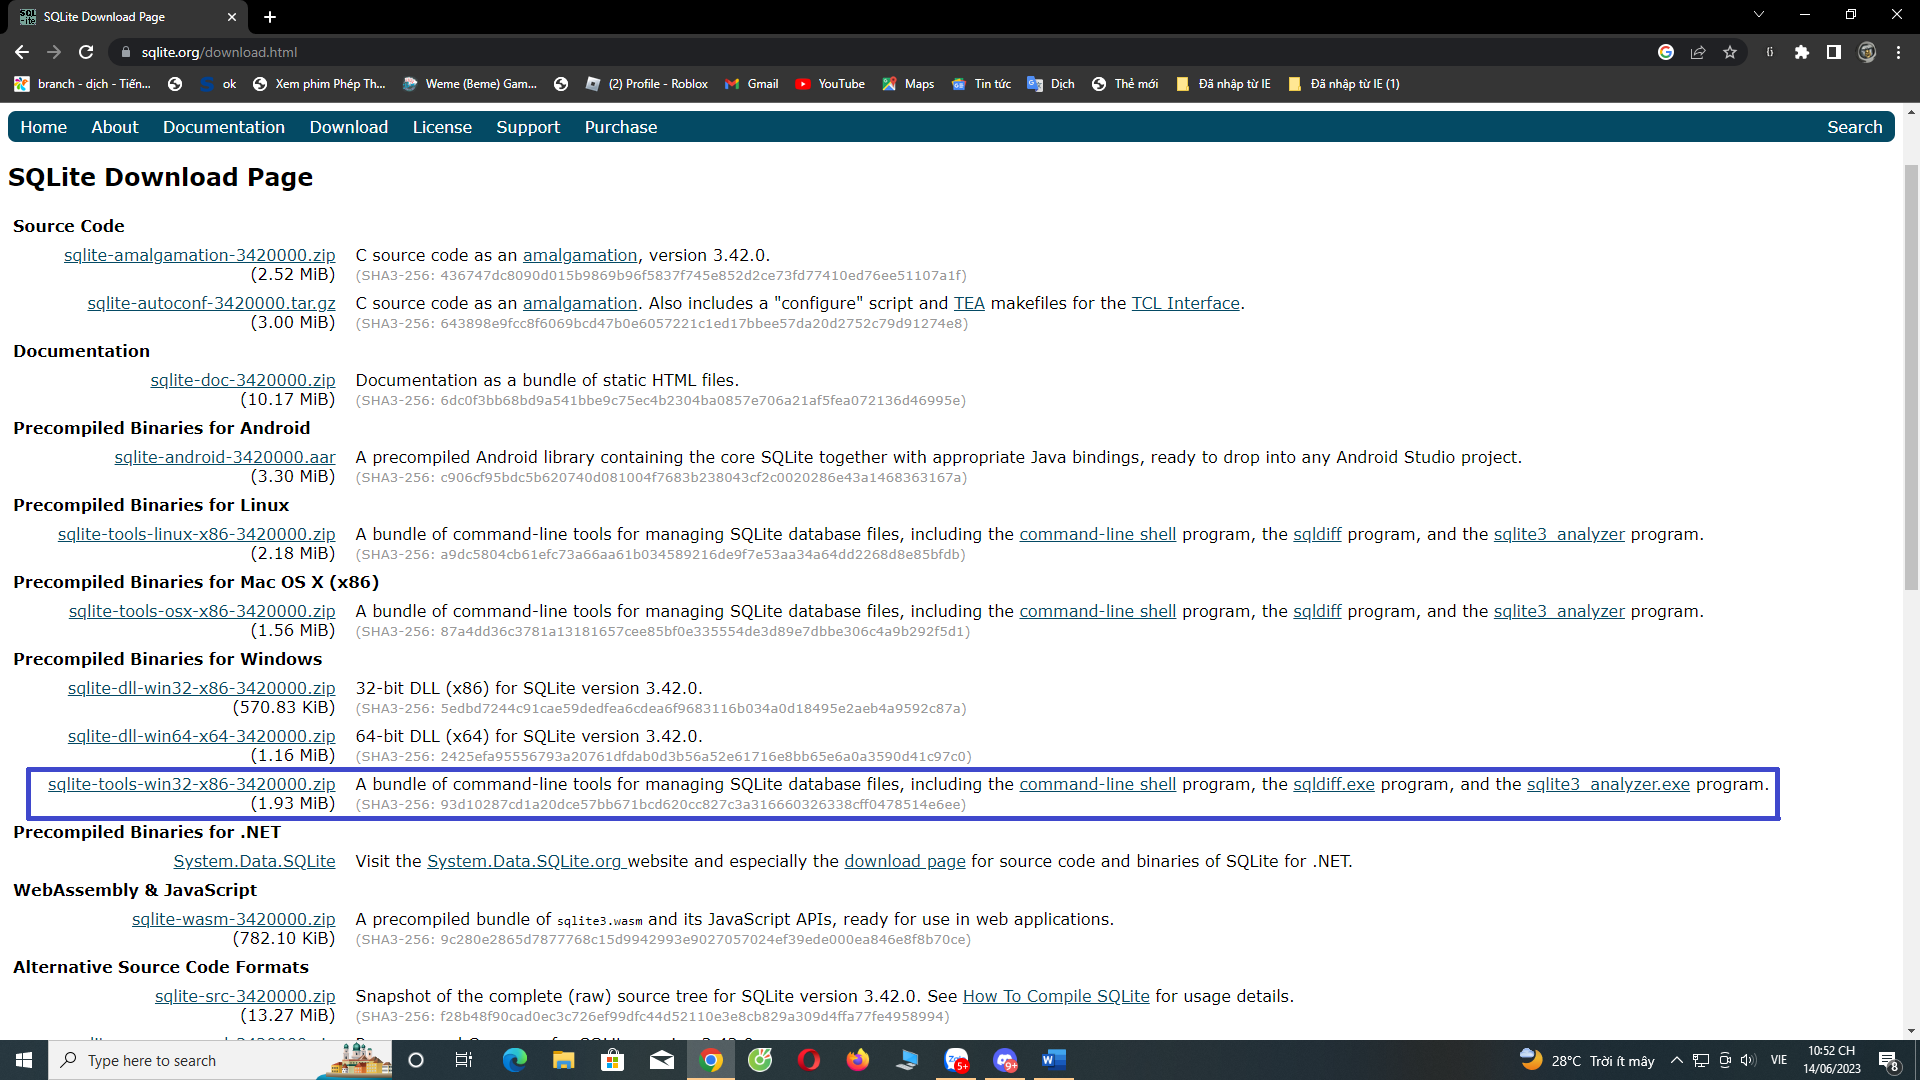 SQLite Download Page
sqlite.org/download.html
branch - dịch - Tiến... ok Xem phim Phép Th... Weme (Beme) Gam... (2) Profile - Roblox Gmail YouTube Maps Tin tức Dịch Thẻ mới Đã nhập từ IE Đã nhập từ IE (1)
Home About Documentation Download License Support Purchase Search
SQLite Download Page
Source Code
sqlite-amalgamation-3420000.zip C source code as an amalgamation, version 3.42.0.
(2.52 MiB) (SHA3-256: 436747dc8090d015b9869b96f5837f745e852d2ce73fd77410ed76ee51107a1f)
sqlite-autoconf-3420000.tar.gz C source code as an amalgamation. Also includes a "configure" script and TEA makefiles for the TCL Interface.
(3.00 MiB) (SHA3-256: 643898e9fcc8f6069bcd47b0e6057221c1ed17bbee57da20d2752c79d91274e8)
Documentation
sqlite-doc-3420000.zip Documentation as a bundle of static HTML files.
(10.17 MiB) (SHA3-256: 6dc0f3bb68bd9a541bbe9c75ec4b2304ba0857e706a21af5fea072136d46995e)
Precompiled Binaries for Android
sqlite-android-3420000.aar A precompiled Android library containing the core SQLite together with appropriate Java bindings, ready to drop into any Android Studio project.
(3.30 MiB) (SHA3-256: c906cf95bdc5b620740d081004f7683b238043cf2c0020286e43a1468363167a)
Precompiled Binaries for Linux
sqlite-tools-linux-x86-3420000.zip A bundle of command-line tools for managing SQLite database files, including the command-line shell program, the sqldiff program, and the sqlite3_analyzer program.
(2.18 MiB) (SHA3-256: a9dc5804cb61efc73a66aa61b034589216de9f7e53aa34a64dd2268d8e85bfdb)
Precompiled Binaries for Mac OS X (x86)
sqlite-tools-osx-x86-3420000.zip A bundle of command-line tools for managing SQLite database files, including the command-line shell program, the sqldiff program, and the sqlite3_analyzer program.
(1.56 MiB) (SHA3-256: 87a4dd36c3781a13181657cee85bf0e335554de3d89e7dbbe306c4a9b292f5d1)
Precompiled Binaries for Windows
sqlite-dll-win32-x86-3420000.zip 32-bit DLL (x86) for SQLite version 3.42.0.
(570.83 KiB) (SHA3-256: 5edbd7244c91cae59dedfea6cdea6f9683116b034a0d18495e2aeb4a9592c87a)
sqlite-dll-win64-x64-3420000.zip 64-bit DLL (x64) for SQLite version 3.42.0.
(1.16 MiB) (SHA3-256: 2425efa95556793a20761dfdab0d3b56a52e61716e8bb65e6a0a3590d41c97c0)
sqlite-tools-win32-x86-3420000.zip A bundle of command-line tools for managing SQLite database files, including the command-line shell program, the sqldiff.exe program, and the sqlite3_analyzer.exe program.
(1.93 MiB) (SHA3-256: 93d10287cd1a20dce57bb671bcd620cc827c3a316660326338cff0478514e6ee)
Precompiled Binaries for .NET
System.Data.SQLite Visit the System.Data.SQLite.org website and especially the download page for source code and binaries of SQLite for .NET.
WebAssembly & JavaScript
sqlite-wasm-3420000.zip A precompiled bundle of sqlite3.wasm and its JavaScript APIs, ready for use in web applications.
(782.10 KiB) (SHA3-256: 9c280e2865d7877768c15d9942993e9027057024ef39ede000ea846e8f8b70ce)
Alternative Source Code Formats
sqlite-src-3420000.zip Snapshot of the complete (raw) source tree for SQLite version 3.42.0. See How To Compile SQLite for usage details.
(13.27 MiB) (SHA3-256: f28b48f90cad0ec3c726ef99dfc44d52110e3e8cb829a309d4ffa77fe4958994)
Type here to search 5+ 9+ 28°C Trời ít mây VIE 10:52 CH
14/06/2023 8